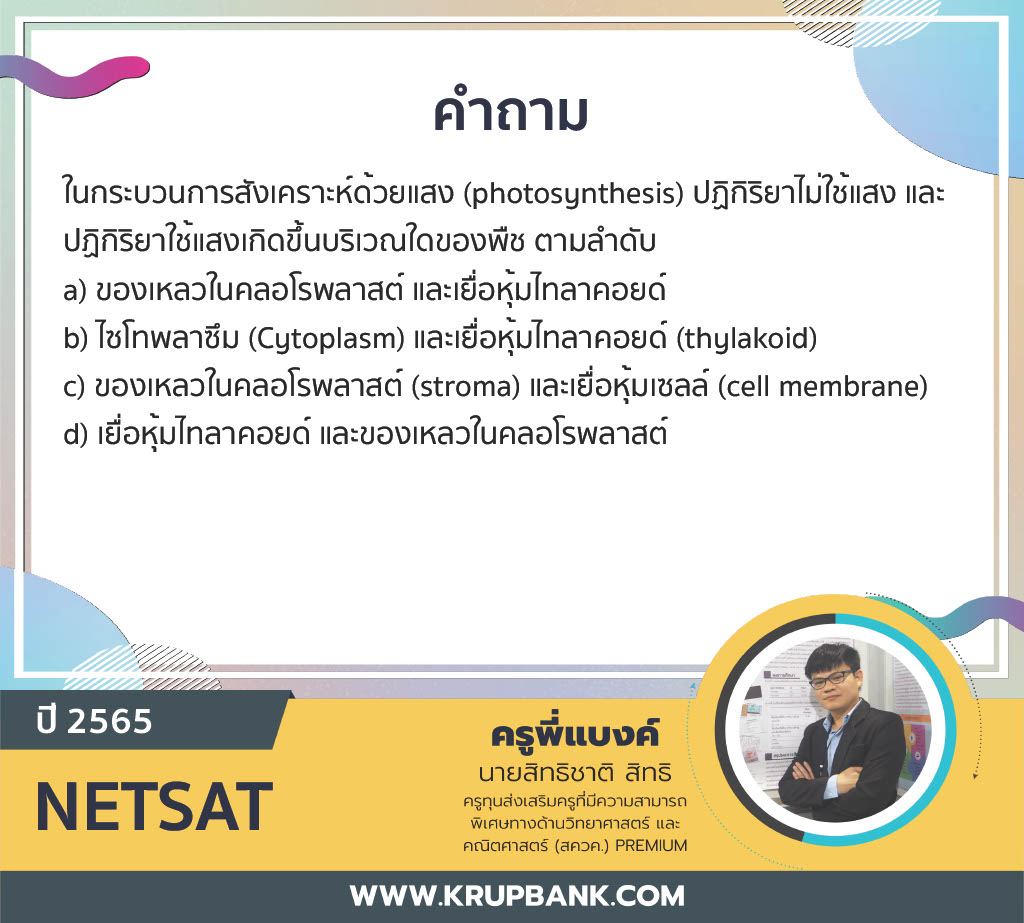 คำถาม
ในกระบวนการสังเคราะห์ด้วยแสง (photosynthesis) ปฏิกิริยาไม่ใช้แสง และ
ปฏิกิริยาใช้แสงเกิดขึ้นบริเวณใดของพืช ตามลำดับ
a) ของเหลวในคลอโรพลาสต์ และเยื่อหุ้มไทลาคอยด์
b) ไซโทพลาซึม (Cytoplasm) และเยื่อหุ้มไทลาคอยด์ (thylakoid)
c) ของเหลวในคลอโรพลาสต์ (stroma) และเยื่อหุ้มเซลล์ (cell membrane)
d) เยื่อหุ้มไทลาคอยด์ และของเหลวในคลอโรพลาสต์
ปี 2565
NETSAT
ครูพี่แบงค์
นายสิทธิชาติ สิทธิ
ครูทุนส่งเสริมครูที่มีความสามารถ
พิเศษทางด้านวิทยาศาสตร์ และ
คณิตศาสตร์ (สควค.) PREMIUM
WWW.KRUPBANK.COM